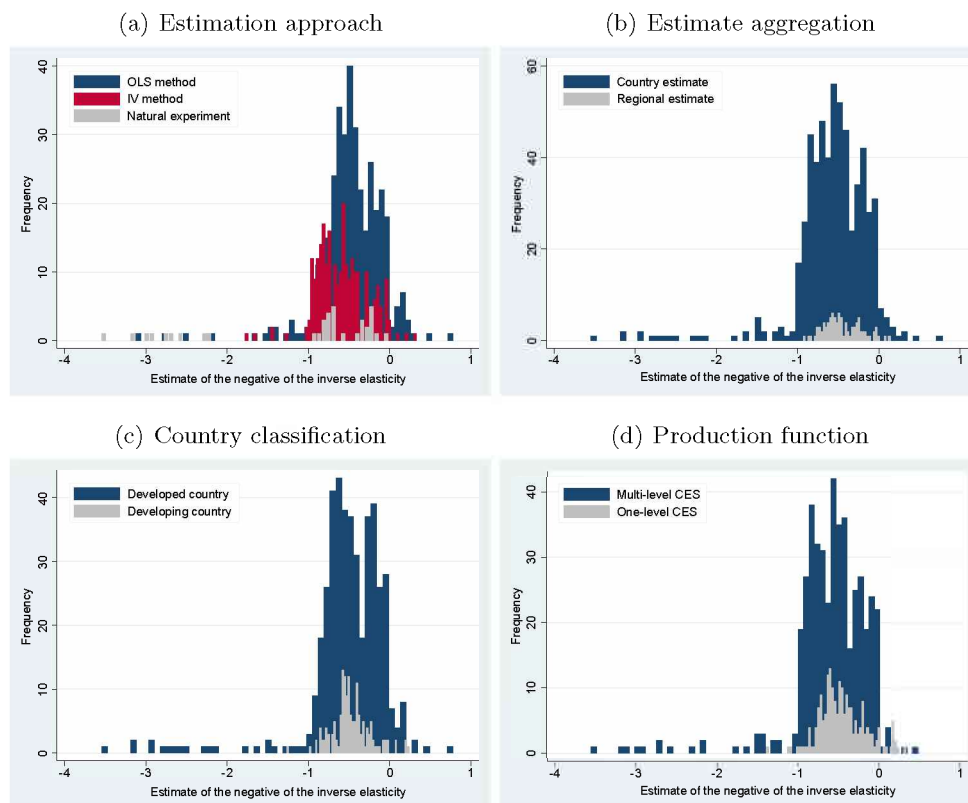 (a) Estimation approach
OLS method
IV method
Natural experiment
Frequency
0
10
20
30
40
-4
-3
-2
-1
0
1
Estimate of the negative of the inverse elasticity
(b) Estimate aggregation
Country estimate
Regional estimate
Frequency
0
20
40
60
-4
-3
-2
-1
0
1
Estimate of the negative of the inverse elasticity
(c) Country classification
Developed country
Developing country
Frequency
0
10
20
30
40
-4
-3
-2
-1
0
1
Estimate of the negative of the inverse elasticity
(d) Production function
Multi-level CES
One-level CES
Frequency
0
10
20
30
40
-4
-3
-2
-1
0
1
Estimate of the negative of the inverse elasticity